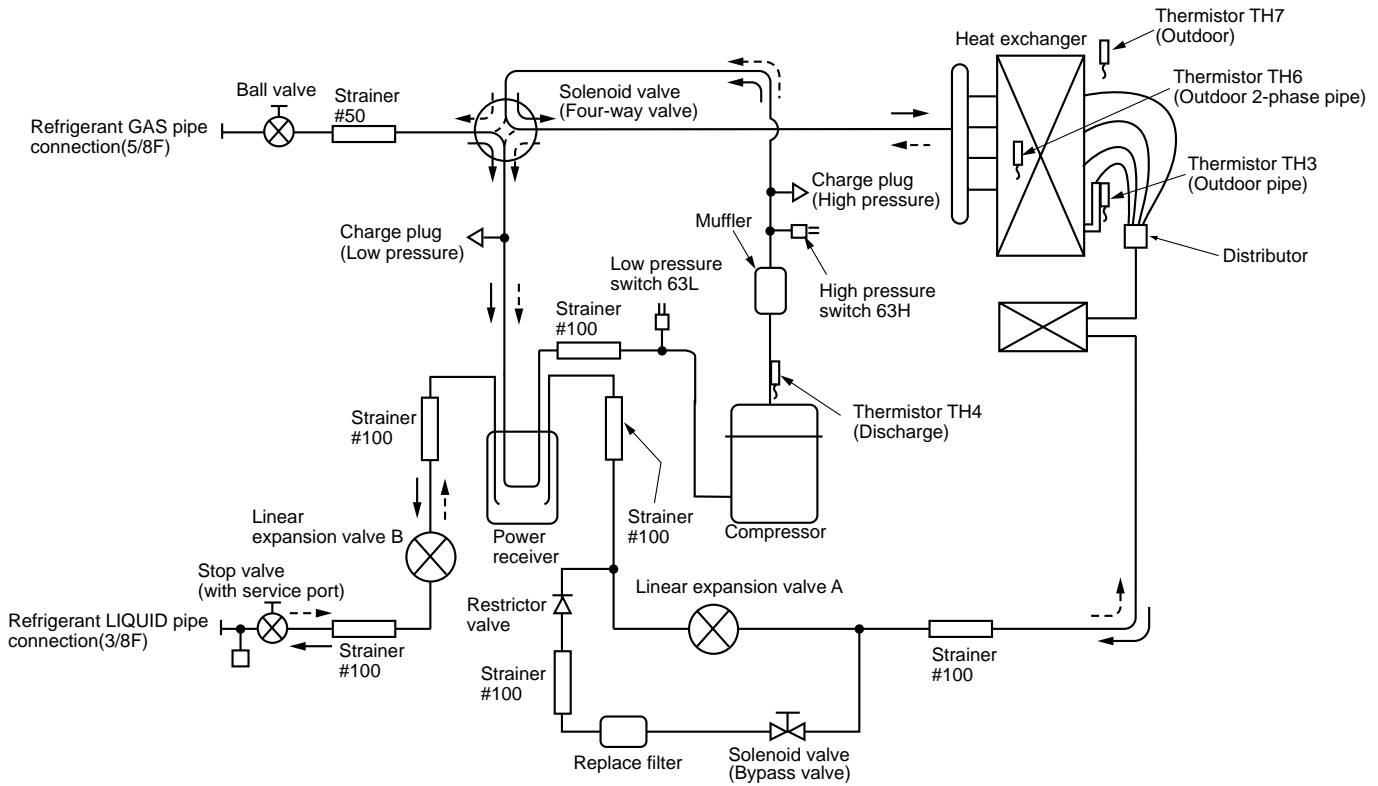 Thermistor TH7
(Outdoor)
Heat exchanger
Thermistor TH6
(Outdoor 2-phase pipe)
Ball valve
Strainer
#50
Solenoid valve
(Four-way valve)
Refrigerant GAS pipe
connection(5/8F)
Thermistor TH3
(Outdoor pipe)
Charge plug
(High pressure)
Muffler
Charge plug
(Low pressure)
Distributor
Low pressure
switch 63L
High pressure
switch 63H
Strainer
#100
Thermistor TH4
(Discharge)
Strainer
#100
Strainer
#100
Linear
expansion valve B
Power
receiver
Compressor
Stop valve
(with service port)
Linear expansion valve A
Restrictor
valve
Refrigerant LIQUID pipe
connection(3/8F)
Strainer
#100
Strainer
#100
Strainer
#100
Solenoid valve
(Bypass valve)
Replace filter